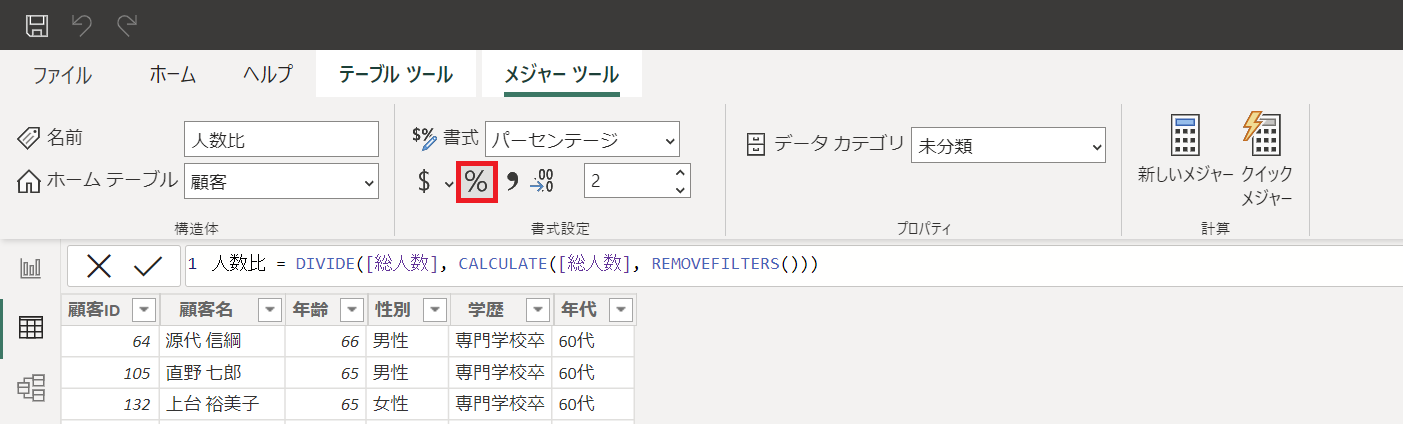 ファイル ホーム ヘルプ テーブル ツール メジャー ツール
名前 人数比
ホーム テーブル 顧客
構造体
$% 書式 パーセンテージ
$ % , .00 →.0 2
書式設定
データ カテゴリ 未分類
プロパティ
新しいメジャー クイック
メジャー
計算
1 人数比 = DIVIDE([総人数], CALCULATE([総人数], REMOVEFILTERS()))
顧客ID 顧客名 年齢 性別 学歴 年代
64 源代 信綱 66 男性 専門学校卒 60代
105 直野 七郎 65 男性 専門学校卒 60代
132 上台 裕美子 65 女性 専門学校卒 60代